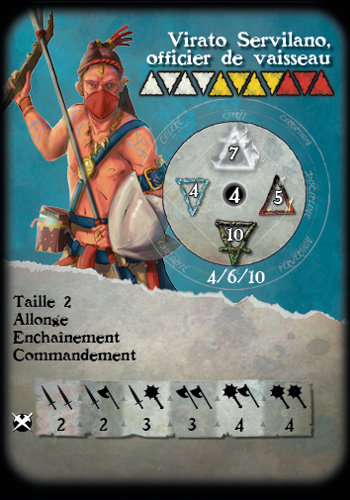 Virato Servilano,
officier de vaisseau
7
4
4
5
10
4/6/10
Taille 2
Allonge
Enchaînement
Commandement
2 2 3 3 4 4